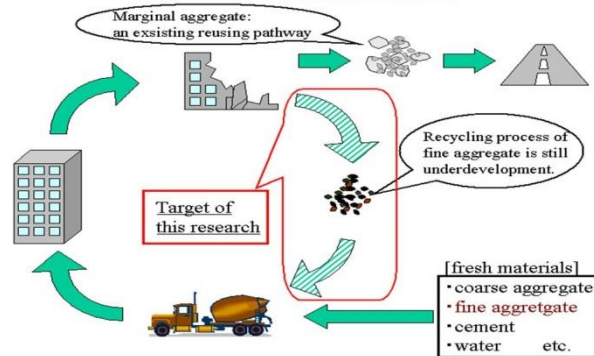 Marginal aggregate:
an exsisting reusing pathway
Recycling process of
fine aggregate is still
underdevelopment.
Target of
this research
[fresh materials]
・coarse aggregate
・fine aggretgate
・cement
・water etc.